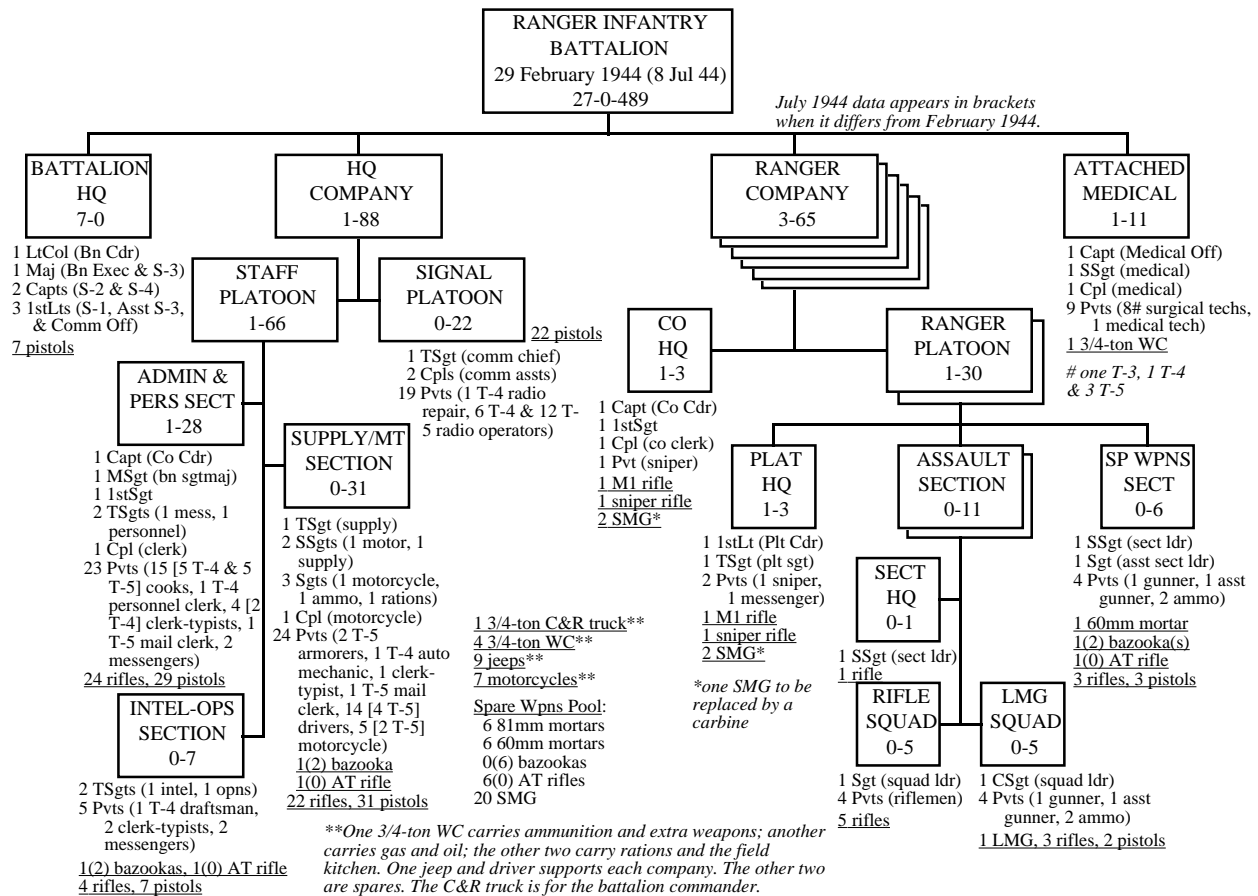 RANGER INFANTRY
BATTALION
29 February 1944 (8 Jul 44)
27-0-489
July 1944 data appears in brackets
when it differs from February 1944.
BATTALION
HQ
7-0
1 LtCol (Bn Cdr)
1 Maj (Bn Exec & S-3)
2 Capts (S-2 & S-4)
3 1stLts (S-1, Asst S-3,
& Comm Off)
7 pistols
HQ
COMPANY
1-88
RANGER
COMPANY
3-65
ATTACHED
MEDICAL
1-11
1 Capt (Medical Off)
1 SSgt (medical)
1 Cpl (medical)
9 Pvts (8# surgical techs,
1 medical tech)
1 3/4-ton WC
# one T-3, 1 T-4
& 3 T-5
STAFF
PLATOON
1-66
SIGNAL
PLATOON
0-22
22 pistols
1 TSgt (comm chief)
2 Cpls (comm assts)
19 Pvts (1 T-4 radio
repair, 6 T-4 & 12 T-
5 radio operators)
CO
HQ
1-3
1 Capt (Co Cdr)
1 1stSgt
1 Cpl (co clerk)
1 Pvt (sniper)
1 M1 rifle
1 sniper rifle
2 SMG*
RANGER
PLATOON
1-30
ADMIN &
PERS SECT
1-28
1 Capt (Co Cdr)
1 MSgt (bn sgtmaj)
1 1stSgt
2 TSgts (1 mess, 1
personnel)
1 Cpl (clerk)
23 Pvts (15 [5 T-4 & 5
T-5] cooks, 1 T-4
personnel clerk, 4 [2
T-4] clerk-typists, 1
T-5 mail clerk, 2
messengers)
24 rifles, 29 pistols
SUPPLY/MT
SECTION
0-31
1 TSgt (supply)
2 SSgts (1 motor, 1
supply)
3 Sgts (1 motorcycle,
1 ammo, 1 rations)
1 Cpl (motorcycle)
24 Pvts (2 T-5
armorers, 1 T-4 auto
mechanic, 1 clerk-
typist, 1 T-5 mail
clerk, 14 [4 T-5]
drivers, 5 [2 T-5]
motorcycle)
1(2) bazooka
1(0) AT rifle
22 rifles, 31 pistols
1 3/4-ton C&R truck**
4 3/4-ton WC**
9 jeeps**
7 motorcycles**
Spare Wpns Pool:
6 81mm mortars
6 60mm mortars
0(6) bazookas
6(0) AT rifles
20 SMG
PLAT
HQ
1-3
1 1stLt (Plt Cdr)
1 TSgt (plt sgt)
2 Pvts (1 sniper,
1 messenger)
1 M1 rifle
1 sniper rifle
2 SMG*
*one SMG to be
replaced by a
carbine
ASSAULT
SECTION
0-11
SP WPNS
SECT
0-6
1 SSgt (sect ldr)
1 Sgt (asst sect ldr)
4 Pvts (1 gunner, 1 asst
gunner, 2 ammo)
1 60mm mortar
1(2) bazooka(s)
1(0) AT rifle
3 rifles, 3 pistols
SECT
HQ
0-1
1 SSgt (sect ldr)
1 rifle
RIFLE
SQUAD
0-5
1 Sgt (squad ldr)
4 Pvts (riflemen)
5 rifles
LMG
SQUAD
0-5
1 CSgt (squad ldr)
4 Pvts (1 gunner, 1 asst
gunner, 2 ammo)
1 LMG, 3 rifles, 2 pistols
INTEL-OPS
SECTION
0-7
2 TSgts (1 intel, 1 opns)
5 Pvts (1 T-4 draftsman,
2 clerk-typists, 2
messengers)
1(2) bazookas, 1(0) AT rifle
4 rifles, 7 pistols
**One 3/4-ton WC carries ammunition and extra weapons; another
carries gas and oil; the other two carry rations and the field
kitchen. One jeep and driver supports each company. The other two
are spares. The C&R truck is for the battalion commander.